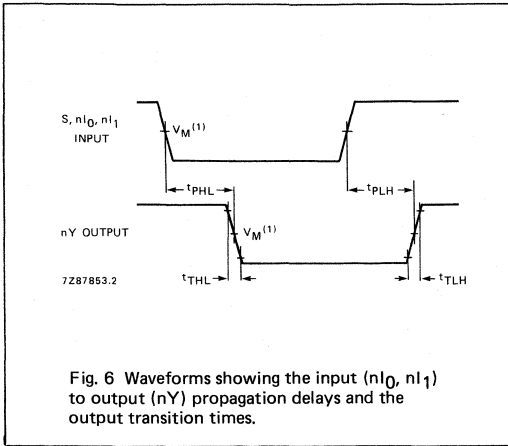 S, nI0, nI1
INPUT
VM(1)
tPHL
tPLH
nY OUTPUT
VM(1)
7Z87853.2
tTHL
tTLH
Fig. 6 Waveforms showing the input (nI0, nI1)
to output (nY) propagation delays and the
output transition times.